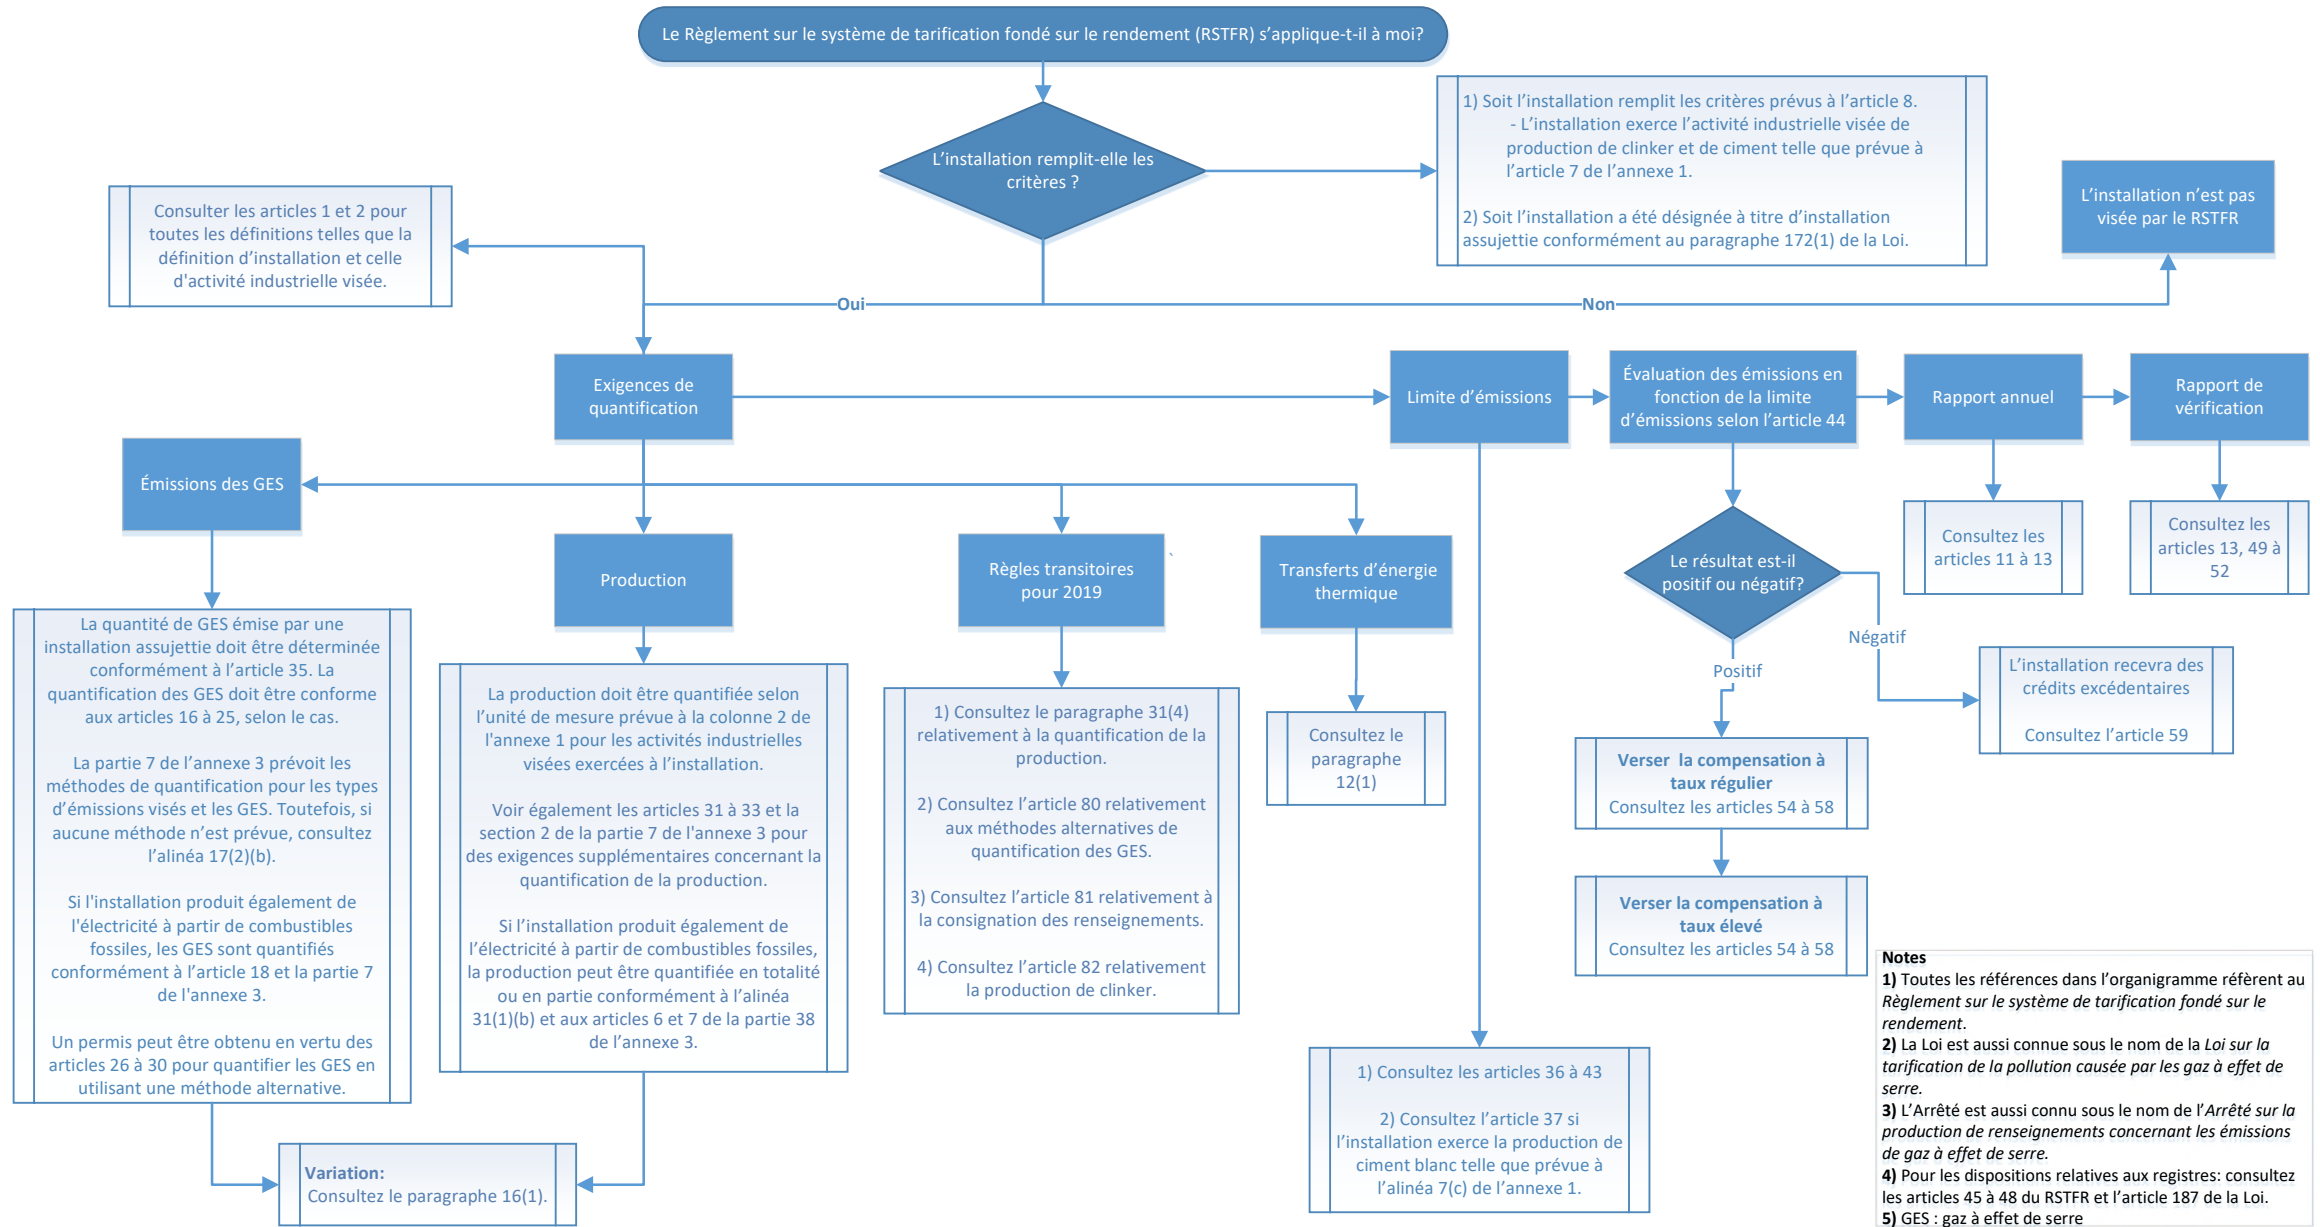 Le Règlement sur le système de tarification fondé sur le rendement (RSTFR) s’applique-t-il à moi?
L’installation remplit-elle les
critères ?
1) Soit l’installation remplit les critères prévus à l’article 8.
- L’installation exerce l’activité industrielle visée de
production de clinker et de ciment telle que prévue à
l’article 7 de l’annexe 1.
2) Soit l’installation a été désignée à titre d’installation
assujettie conformément au paragraphe 172(1) de la Loi.
L’installation n’est pas
visée par le RSTFR
Consulter les articles 1 et 2 pour
toutes les définitions telles que la
définition d’installation et celle
d'activité industrielle visée.
Oui
Non
Exigences de
quantification
Limite d’émissions
Évaluation des émissions en
fonction de la limite
d’émissions selon l’article 44
Rapport annuel
Rapport de
vérification
Émissions des GES
Production
Règles transitoires
pour 2019
`
Transferts d’énergie
thermique
Le résultat est-il
positif ou négatif?
Consultez les
articles 11 à 13
Consultez les
articles 13, 49 à
52
La quantité de GES émise par une
installation assujettie doit être déterminée
conformément à l’article 35. La
quantification des GES doit être conforme
aux articles 16 à 25, selon le cas.
La partie 7 de l’annexe 3 prévoit les
méthodes de quantification pour les types
d’émissions visés et les GES. Toutefois, si
aucune méthode n’est prévue, consultez
l’alinéa 17(2)(b).
Si l'installation produit également de
l'électricité à partir de combustibles
fossiles, les GES sont quantifiés
conformément à l’article 18 et la partie 7
de l'annexe 3.
Un permis peut être obtenu en vertu des
articles 26 à 30 pour quantifier les GES en
utilisant une méthode alternative.
La production doit être quantifiée selon
l’unité de mesure prévue à la colonne 2 de
l'annexe 1 pour les activités industrielles
visées exercées à l’installation.
Voir également les articles 31 à 33 et la
section 2 de la partie 7 de l'annexe 3 pour
des exigences supplémentaires concernant la
quantification de la production.
Si l’installation produit également de
l’électricité à partir de combustibles fossiles,
la production peut être quantifiée en totalité
ou en partie conformément à l’alinéa
31(1)(b) et aux articles 6 et 7 de la partie 38
de l’annexe 3.
1) Consultez le paragraphe 31(4)
relativement à la quantification de la
production.
2) Consultez l’article 80 relativement
aux méthodes alternatives de
quantification des GES.
3) Consultez l’article 81 relativement à
la consignation des renseignements.
4) Consultez l’article 82 relativement
la production de clinker.
Consultez le
paragraphe
12(1)
Positif
Négatif
L’installation recevra des
crédits excédentaires
Consultez l’article 59
Verser la compensation à
taux régulier
Consultez les articles 54 à 58
Verser la compensation à
taux élevé
Consultez les articles 54 à 58
1) Consultez les articles 36 à 43
2) Consultez l’article 37 si
l’installation exerce la production de
ciment blanc telle que prévue à
l’alinéa 7(c) de l’annexe 1.
Variation:
Consultez le paragraphe 16(1).
Notes
1) Toutes les références dans l’organigramme réfèrent au
Règlement sur le système de tarification fondé sur le
rendement.
2) La Loi est aussi connue sous le nom de la Loi sur la
tarification de la pollution causée par les gaz à effet de
serre.
3) L’Arrêté est aussi connu sous le nom de l’Arrêté sur la
production de renseignements concernant les émissions
de gaz à effet de serre.
4) Pour les dispositions relatives aux registres: consultez
les articles 45 à 48 du RSTFR et l’article 187 de la Loi.
5) GES : gaz à effet de serre